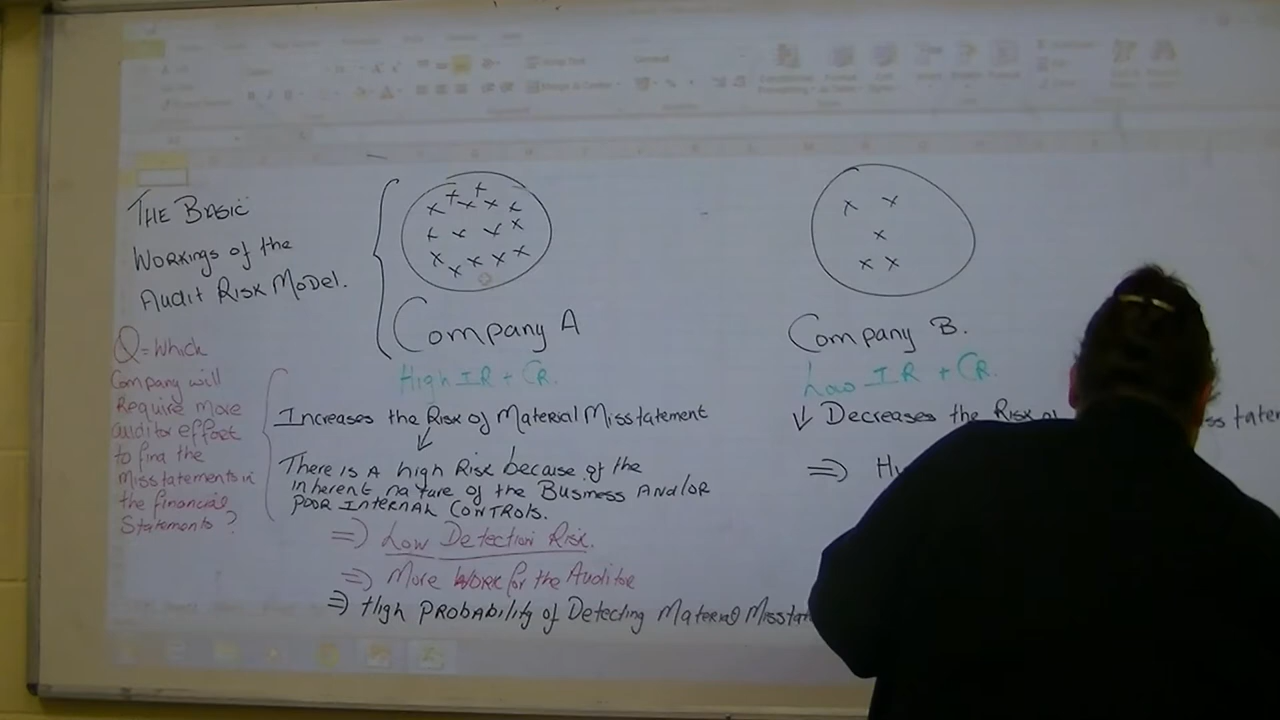 THE BASIC
WORKINGS of the
AUDIT RISK MODEL.
Q = Which
Company will
Require more
auditor effort
to find the
Misstatements in
the financial
Statements?
Company A
High IR + CR.
Increases the Risk of Material Misstatement
There is A high Risk because of the
inherent nature of the Business AND/OR
POOR INTERNAL CONTROLS.
⇒ Low Detection Risk.
⇒ More WORK for the Auditor
⇒ High PROBABILITY of Detecting Material
Company B.
Low IR + CR.
↓ Decreases the Risk
⇒